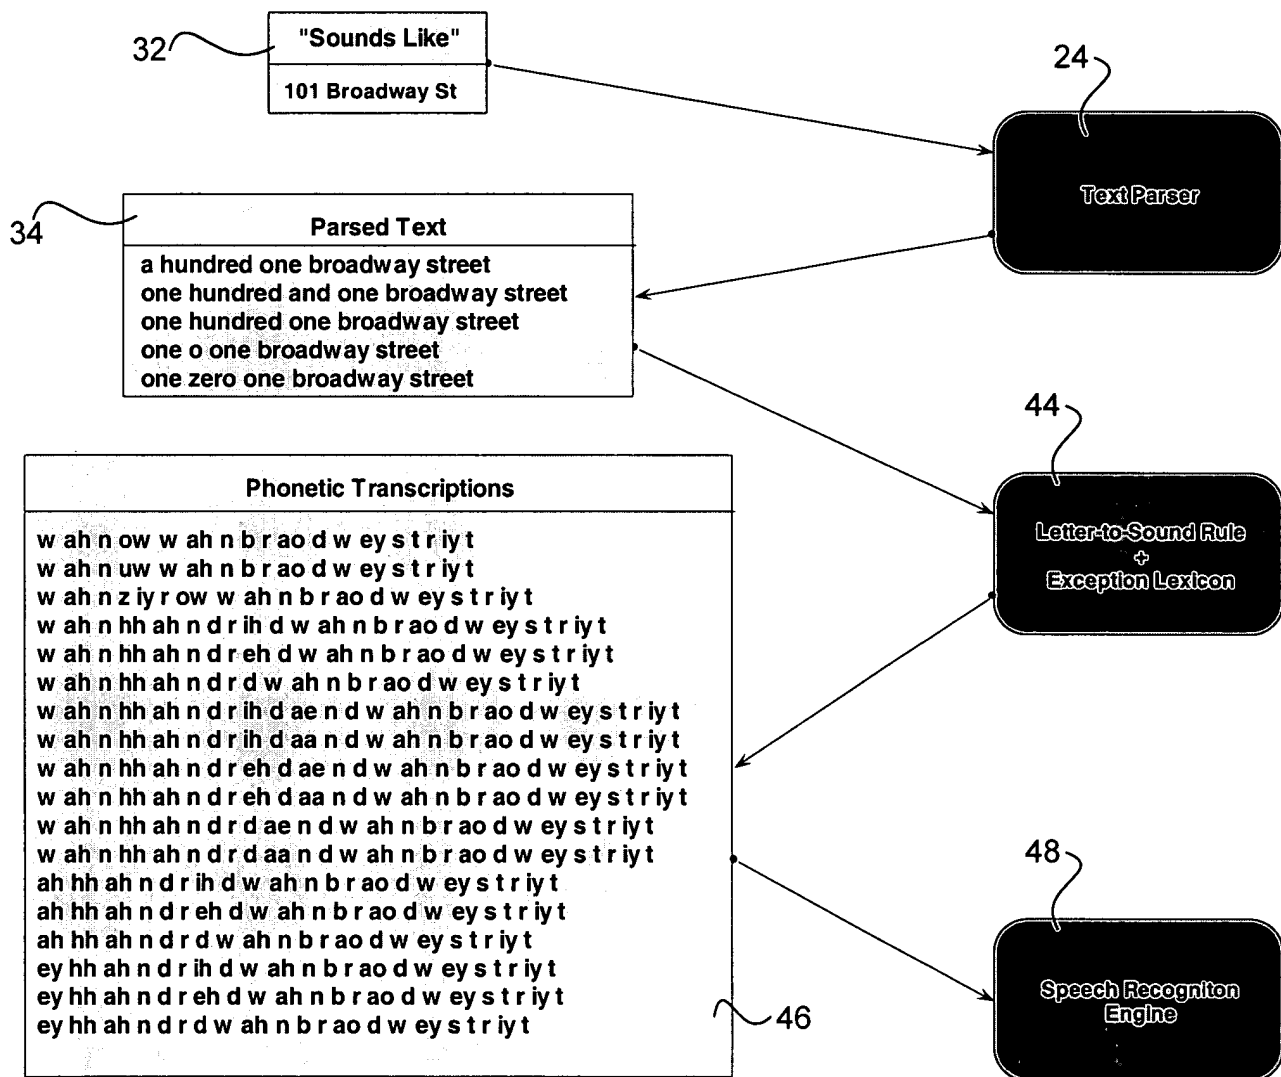 "Sounds Like"
32
101 Broadway St
24
Text Parser
34
Parsed Text
a hundred one broadway street
one hundred and one broadway street
one hundred one broadway street
one o one broadway street
one zero one broadway street
44
Letter-to-Sound Rule
+
Exception Lexicon
Phonetic Transcriptions
w ah n ow w ah n b r ao d w ey s t r iy t
w ah n uw w ah n b r ao d w ey s t r iy t
w ah n z iy r ow w ah n b r ao d w ey s t r iy t
w ah n hh ah n d r ih d w ah n b r ao d w ey s t r iy t
w ah n hh ah n d r eh d w ah n b r ao d w ey s t r iy t
w ah n hh ah n d r d w ah n b r ao d w ey s t r iy t
w ah n hh ah n d r ih d ae n d w ah n b r ao d w ey s t r iy t
w ah n hh ah n d r ih d aa n d w ah n b r ao d w ey s t r iy t
w ah n hh ah n d r eh d ae n d w ah n b r ao d w ey s t r iy t
w ah n hh ah n d r eh d aa n d w ah n b r ao d w ey s t r iy t
w ah n hh ah n d r d ae n d w ah n b r ao d w ey s t r iy t
w ah n hh ah n d r d aa n d w ah n b r ao d w ey s t r iy t
ah hh ah n d r ih d w ah n b r ao d w ey s t r iy t
ah hh ah n d r eh d w ah n b r ao d w ey s t r iy t
ah hh ah n d r d w ah n b r ao d w ey s t r iy t
ey hh ah n d r ih d w ah n b r ao d w ey s t r iy t
ey hh ah n d r eh d w ah n b r ao d w ey s t r iy t
ey hh ah n d r d w ah n b r ao d w ey s t r iy t
46
48
Speech Recogniton
Engine